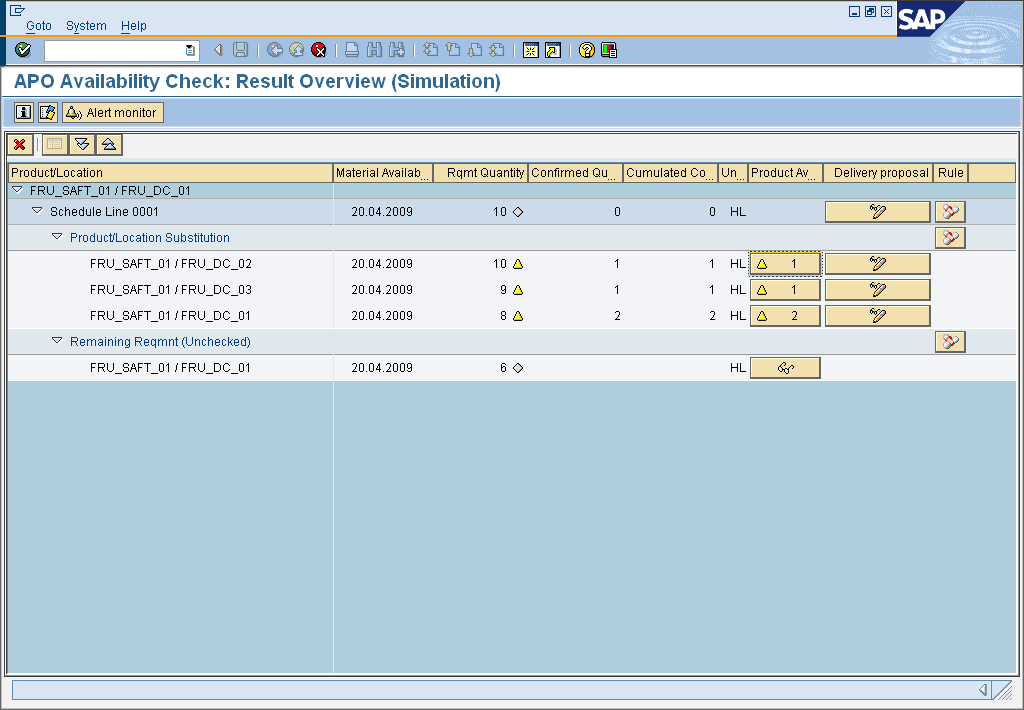 Goto System Help
SAP
APO Availability Check: Result Overview (Simulation)
Alert monitor
Product/Location Material Availab... Rqmt Quantity Confirmed Qu... Cumulated Co... Un... Product Av... Delivery proposal Rule
FRU_SAFT_01 / FRU_DC_01
Schedule Line 0001 20.04.2009 10 0 0 HL
Product/Location Substitution
FRU_SAFT_01 / FRU_DC_02 20.04.2009 10 1 1 HL 1
FRU_SAFT_01 / FRU_DC_03 20.04.2009 9 1 1 HL 1
FRU_SAFT_01 / FRU_DC_01 20.04.2009 8 2 2 HL 2
Remaining Reqmnt (Unchecked)
FRU_SAFT_01 / FRU_DC_01 20.04.2009 6 HL